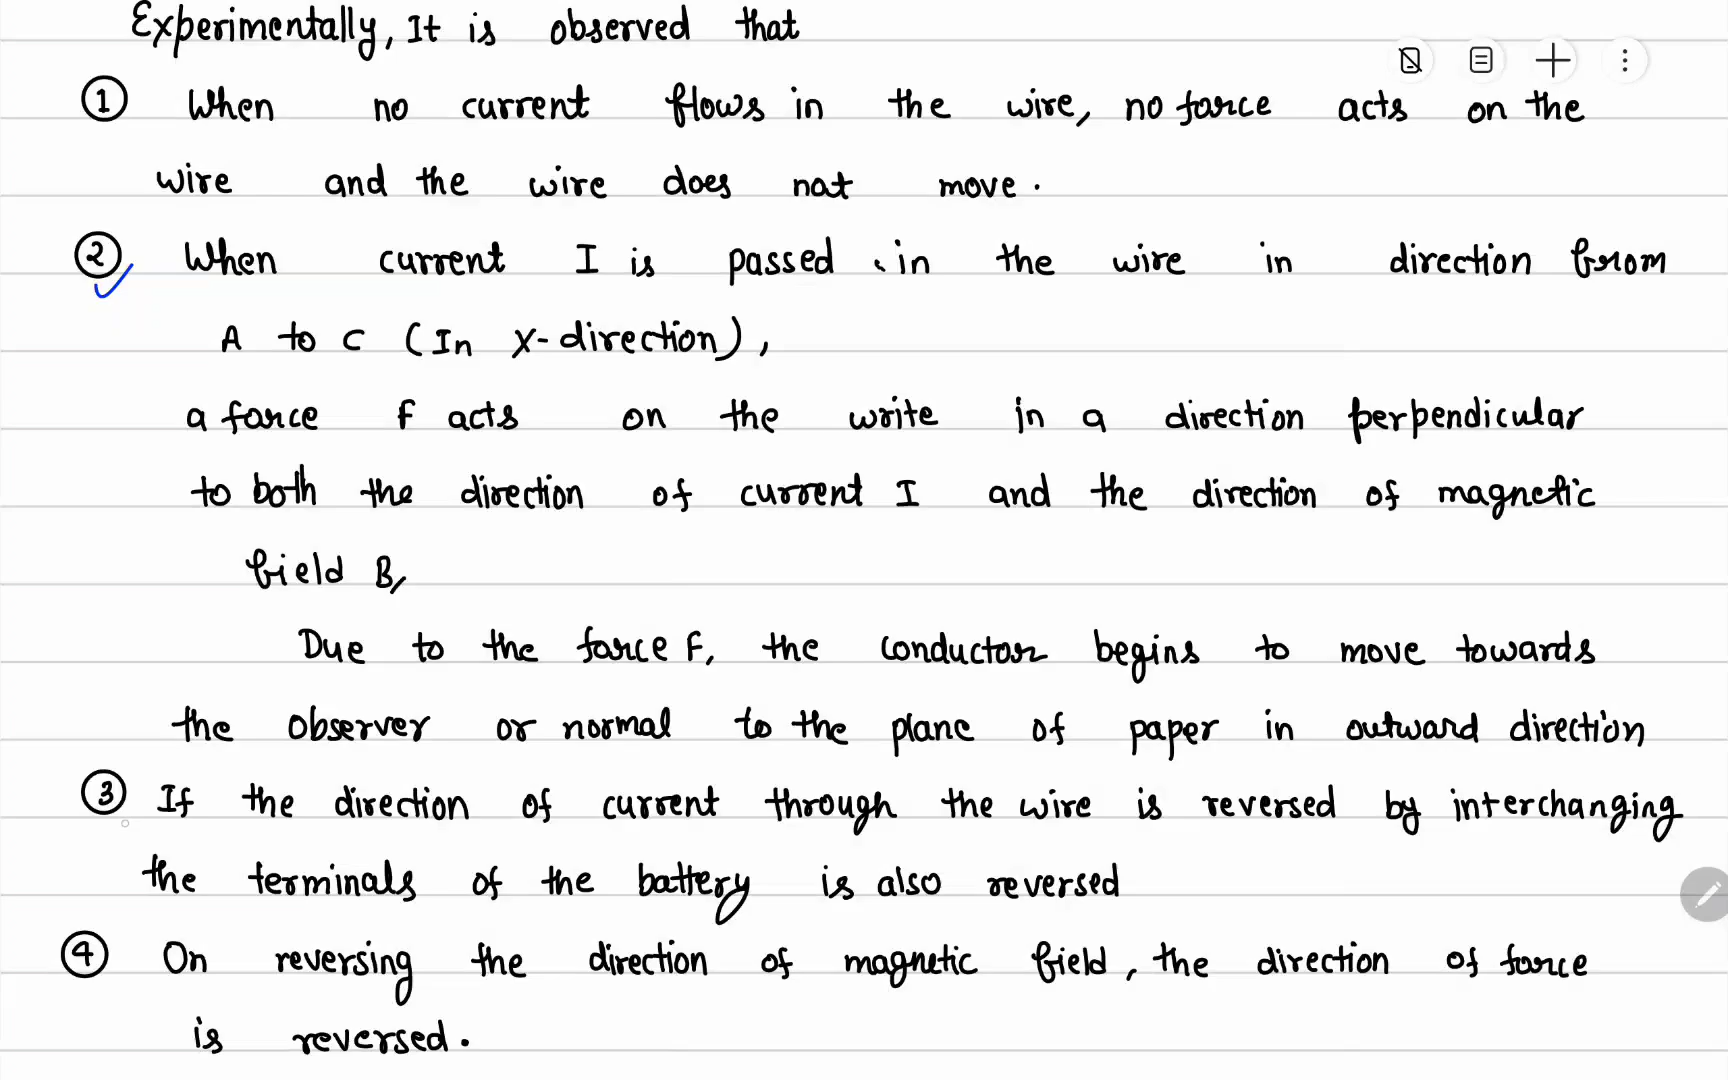 Experimentally, It is observed that
① When no current flows in the wire, no force acts on the
wire and the wire does not move.
② When current I is passed in the wire in direction from
A to C (In X-direction),
a force F acts on the write in a direction perpendicular
to both the direction of current I and the direction of magnetic
field B,
Due to the force F, the conductor begins to move towards
the observer or normal to the plane of paper in outward direction
③ If the direction of current through the wire is reversed by interchanging
the terminals of the battery is also reversed
④ On reversing the direction of magnetic field, the direction of force
is reversed.